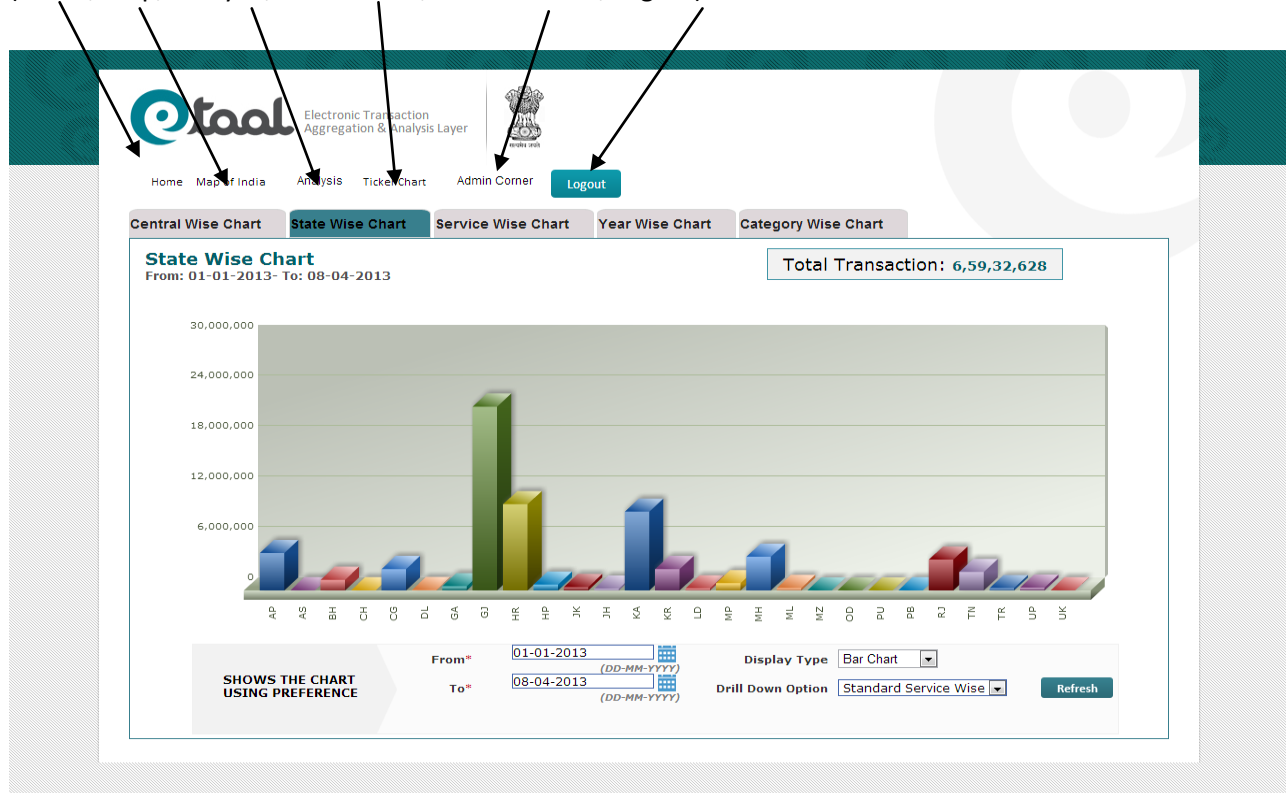 etaal
Electronic Transaction
Aggregation & Analysis Layer
सत्यमेव जयते
Home Map of India Analysis Ticker Chart Admin Corner Logout
Central Wise Chart State Wise Chart Service Wise Chart Year Wise Chart Category Wise Chart
State Wise Chart
From: 01-01-2013- To: 08-04-2013
Total Transaction: 6,59,32,628
30,000,000
24,000,000
18,000,000
12,000,000
6,000,000
0
AP AS BH CH CG DL GA GJ HR HP JK JH KA KR LD MP MH ML MZ OD PU PB RJ TN TR UP UK
SHOWS THE CHART
USING PREFERENCE
From* 01-01-2013
(DD-MM-YYYY)
To* 08-04-2013
(DD-MM-YYYY)
Display Type Bar Chart
Drill Down Option Standard Service Wise
Refresh